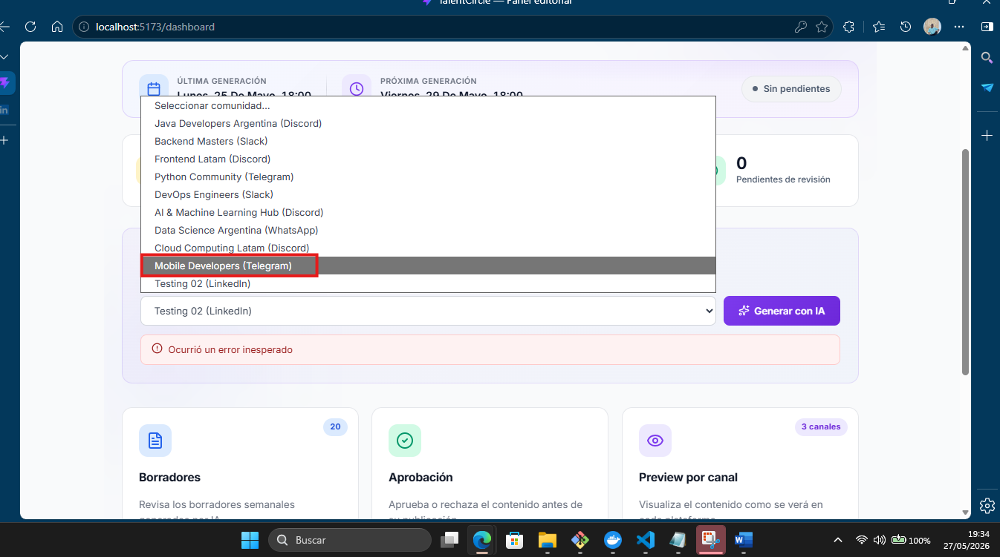 TalentCircle — Panel editorial
localhost:5173/dashboard
in
ÚLTIMA GENERACIÓN
Lunes, 25 De Mayo, 18:00
PRÓXIMA GENERACIÓN
Viernes, 29 De Mayo, 18:00
Sin pendientes
Seleccionar comunidad...
Java Developers Argentina (Discord)
Backend Masters (Slack)
Frontend Latam (Discord)
Python Community (Telegram)
DevOps Engineers (Slack)
AI & Machine Learning Hub (Discord)
Data Science Argentina (WhatsApp)
Cloud Computing Latam (Discord)
Mobile Developers (Telegram)
Testing 02 (LinkedIn)
0
Pendientes de revisión
Testing 02 (LinkedIn)
Generar con IA
Ocurrió un error inesperado
20
Borradores
Revisa los borradores semanales
generados por IA
Aprobación
Aprueba o rechaza el contenido antes de
su publicación
3 canales
Preview por canal
Visualiza el contenido como se verá en
cada plataforma
Buscar
100%
19:34
27/05/2026